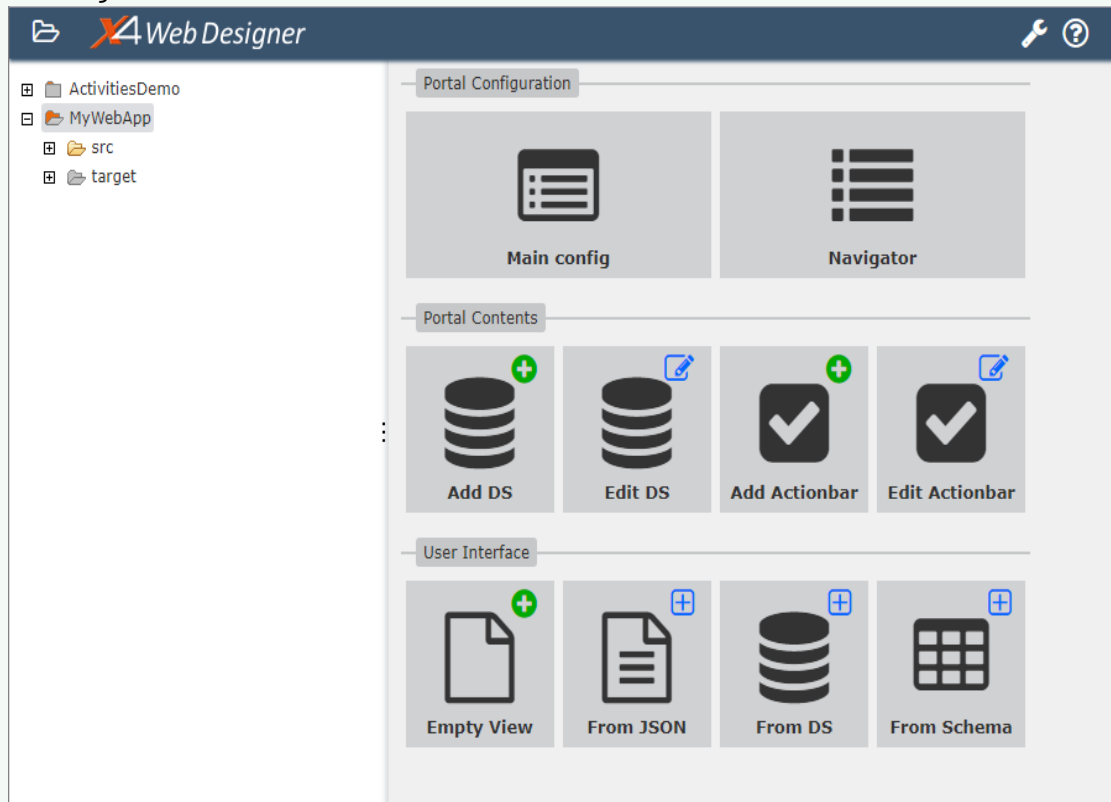 X4 Web Designer
ActivitiesDemo
MyWebApp
src
target
Portal Configuration
Main config
Navigator
Portal Contents
Add DS
Edit DS
Add Actionbar
Edit Actionbar
User Interface
Empty View
From JSON
From DS
From Schema